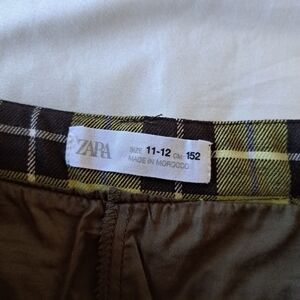 ZARA SIZE 11-12 CM 152
MADE IN MOROCCO